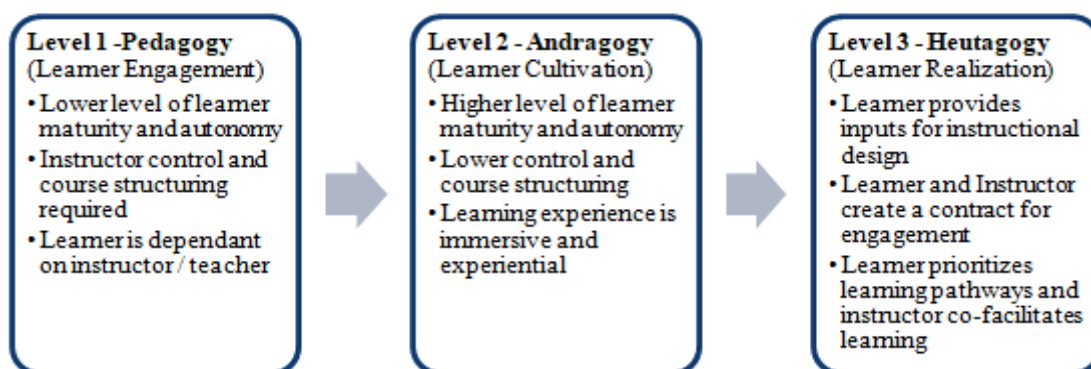 Level 1 -Pedagogy
(Learner Engagement)
• Lower level of learner
maturity and autonomy
• Instructor control and
course structuring
required
• Learner is dependant
on instructor / teacher
Level 2 - Andragogy
(Learner Cultivation)
• Higher level of learner
maturity and autonomy
• Lower control and
course structuring
• Learning experience is
immersive and
experiential
Level 3 - Heutagogy
(Learner Realization)
• Learner provides
inputs for instructional
design
• Learner and Instructor
create a contract for
engagement
• Learner prioritizes
learning pathways and
instructor co-facilitates
learning